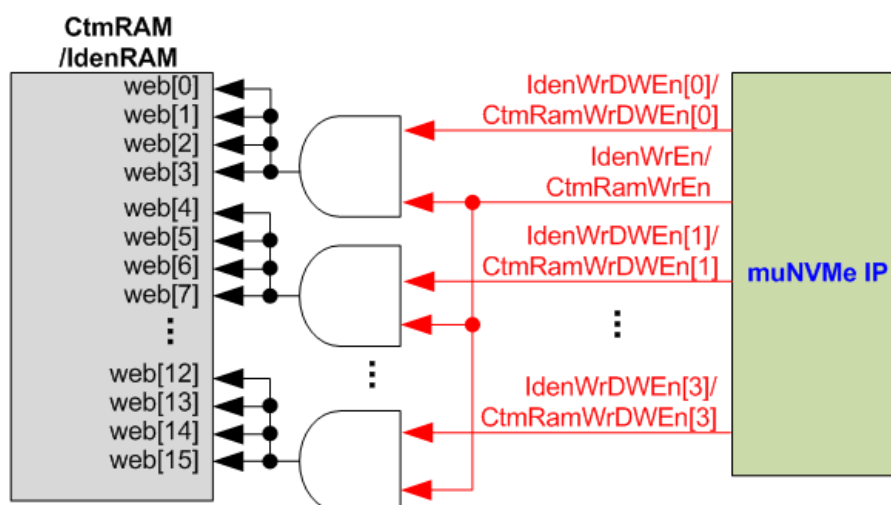 CtmRAM
/IdenRAM
web[0]
web[1]
web[2]
web[3]
web[4]
web[5]
web[6]
web[7]
web[12]
web[13]
web[14]
web[15]
IdenWrDWEn[0]/
CtmRamWrDWEn[0]
IdenWrEn/
CtmRamWrEn
IdenWrDWEn[1]/
CtmRamWrDWEn[1]
IdenWrDWEn[3]/
CtmRamWrDWEn[3]
muNVMe IP